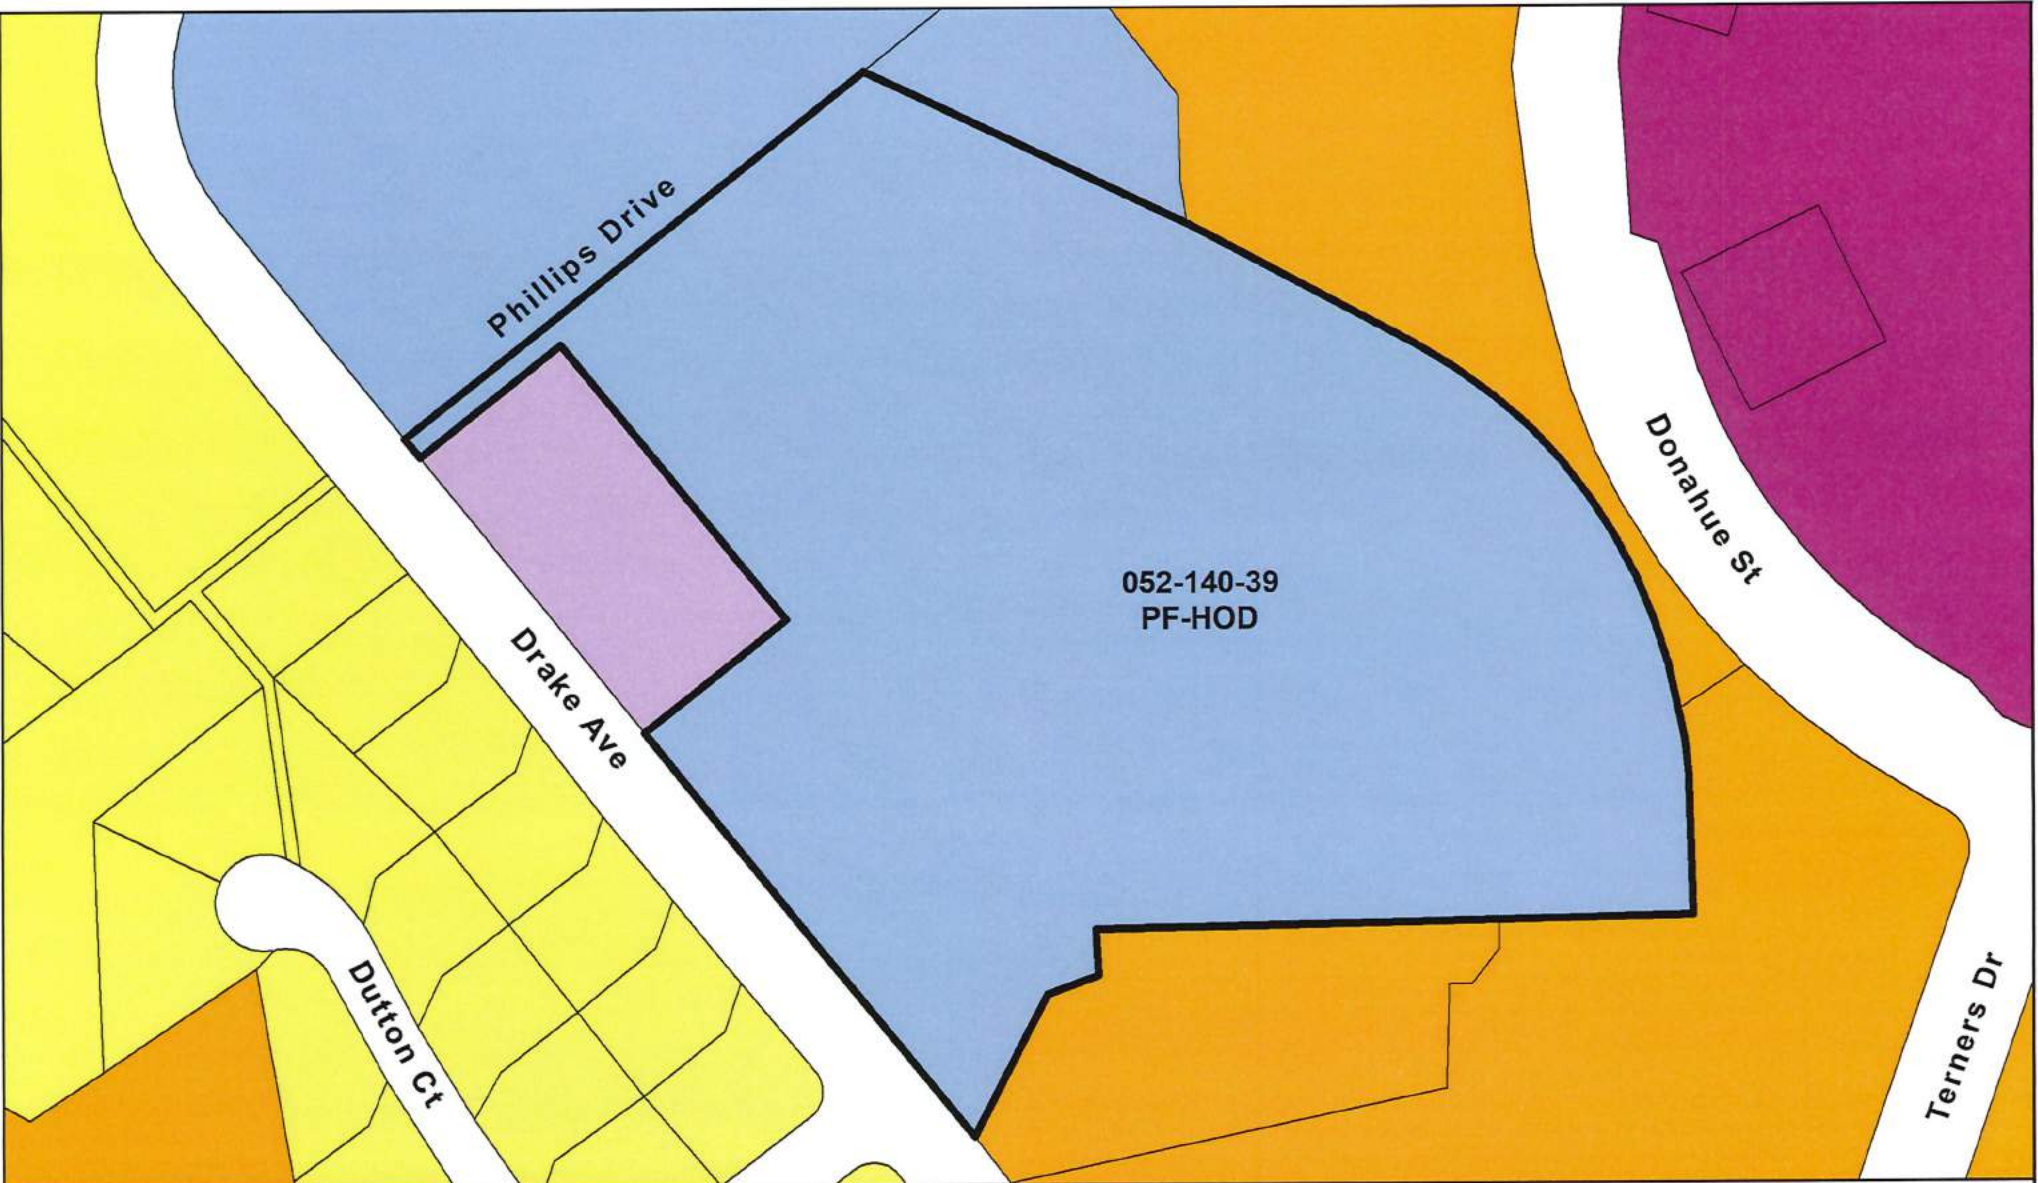 Phillips Drive
Donahue St
052-140-39
PF-HOD
Drake Ave
Dutton Ct
Terners Dr